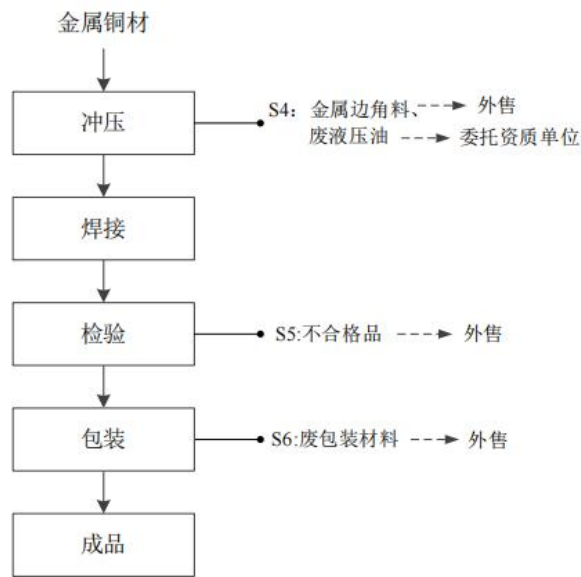 金属铜材
冲压
S4：金属边角料、
外售
废液压油
委托资质单位
焊接
检验
S5:不合格品
外售
包装
S6:废包装材料
外售
成品